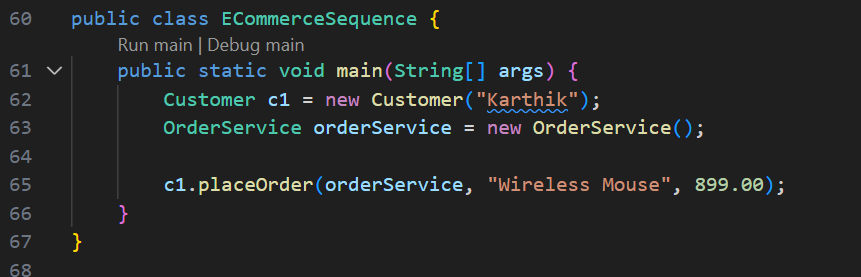 60 public class ECommerceSequence {
Run main | Debug main
61 public static void main(String[] args) {
62 Customer c1 = new Customer("Karthik");
63 OrderService orderService = new OrderService();
64
65 c1.placeOrder(orderService, "Wireless Mouse", 899.00);
66 }
67 }
68